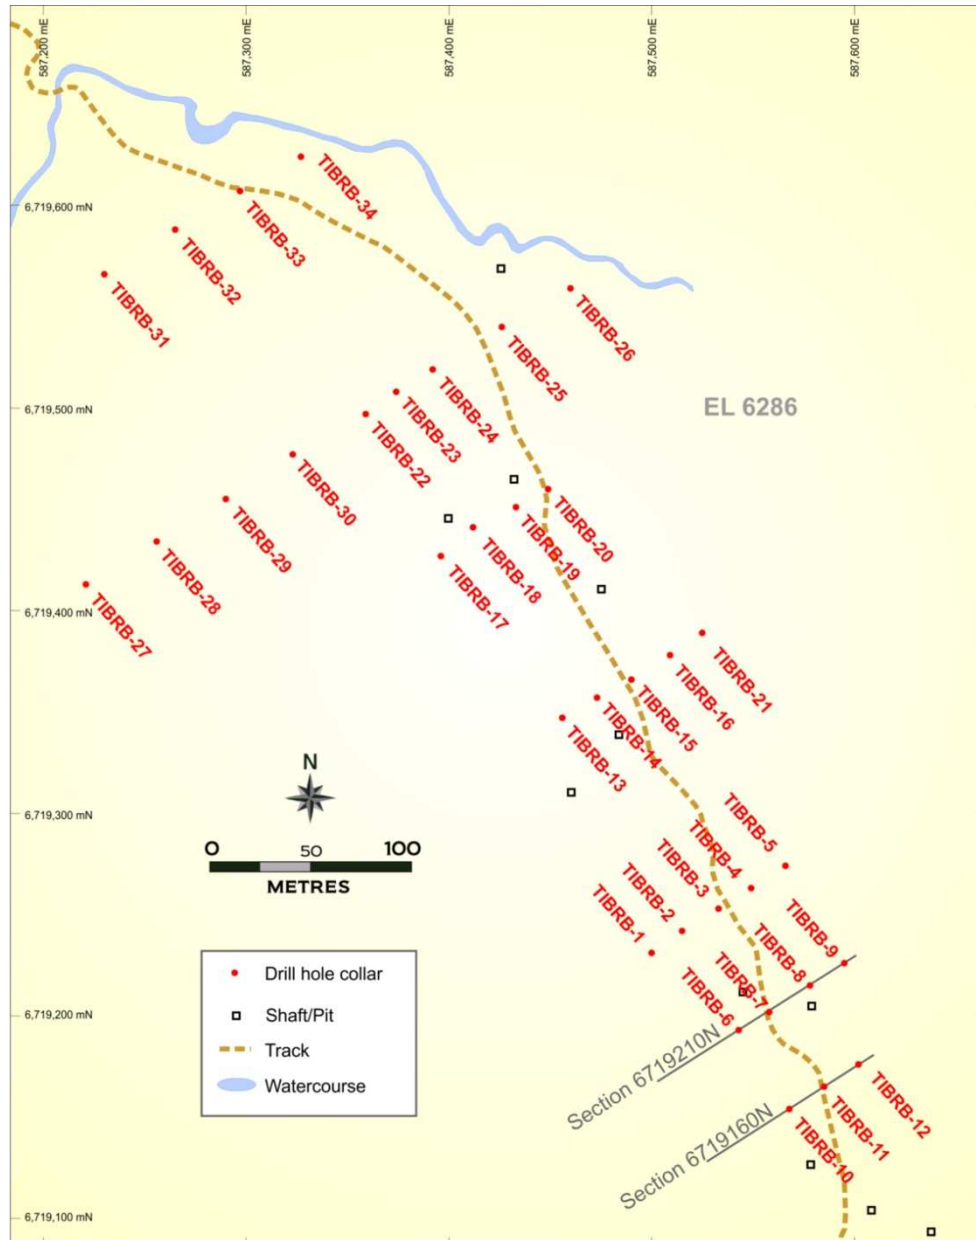 587,200 mE
587,300 mE
587,400 mE
587,500 mE
587,600 mE
TIBRB-34
6,719,600 mN
TIBRB-33
TIBRB-32
TIBRB-31
TIBRB-26
TIBRB-25
EL 6286
6,719,500 mN
TIBRB-24
TIBRB-23
TIBRB-22
TIBRB-30
TIBRB-20
TIBRB-19
TIBRB-29
TIBRB-18
TIBRB-28
TIBRB-17
6,719,400 mN
TIBRB-27
TIBRB-21
TIBRB-16
TIBRB-15
TIBRB-14
TIBRB-13
6,719,300 mN
N
0 50 100
METRES
TIBRB-5
TIBRB-4
TIBRB-3
TIBRB-2
TIBRB-1
TIBRB-9
TIBRB-8
TIBRB-7
TIBRB-6
6,719,200 mN
Section 6719210N
Section 6719160N
TIBRB-12
TIBRB-11
TIBRB-10
6,719,100 mN
Drill hole collar
Shaft/Pit
Track
Watercourse